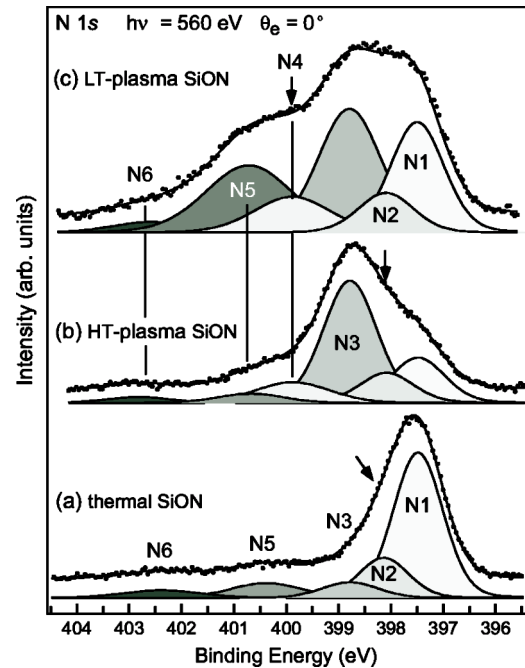 N 1s hν = 560 eV θe = 0°
(c) LT-plasma SiON
N4
N6
N5
N1
N2
(b) HT-plasma SiON
N3
(a) thermal SiON
N3
N1
N6
N5
N2
Intensity (arb. units)
404 403 402 401 400 399 398 397 396
Binding Energy (eV)